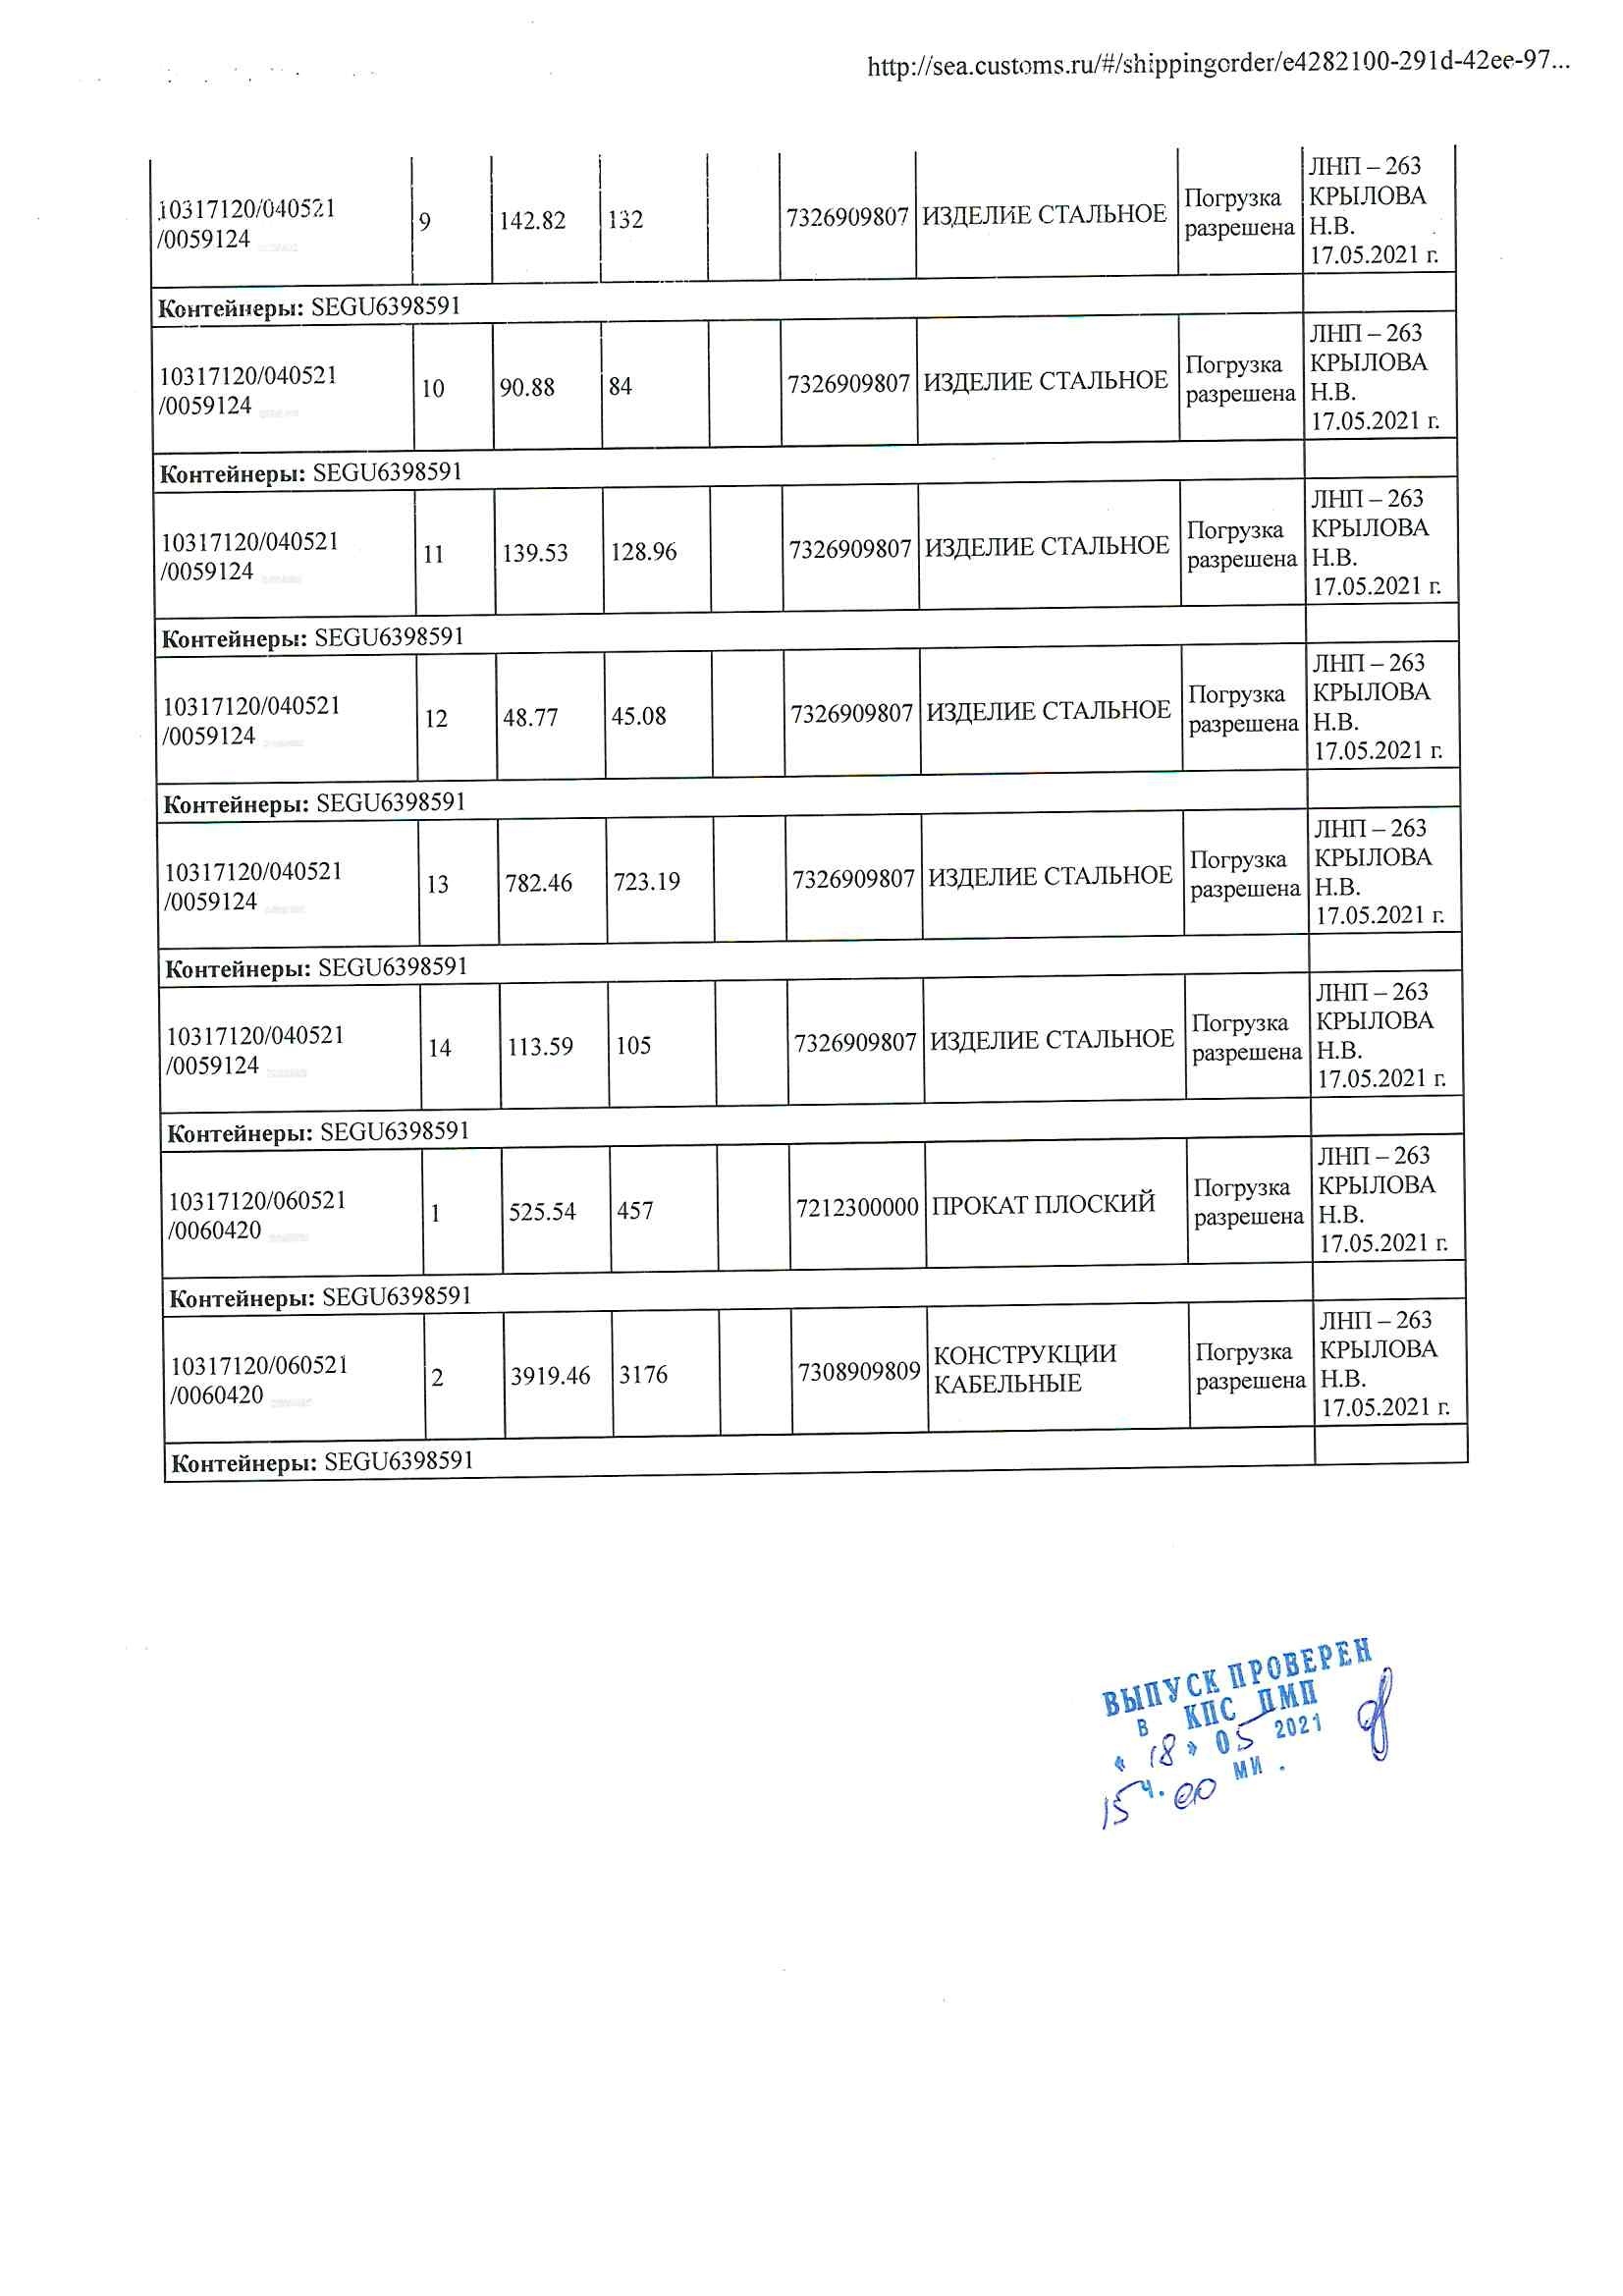 http://sea.customs.ru/#/shippingorder/e4282100-291d-42ee-97...
10317120/040521 /0059124 9 142.82 132 7326909807 ИЗДЕЛИЕ СТАЛЬНОЕ Погрузка разрешена ЛНП – 263 КРЫЛОВА Н.В. 17.05.2021 г.
Контейнеры: SEGU6398591
10317120/040521 /0059124 10 90.88 84 7326909807 ИЗДЕЛИЕ СТАЛЬНОЕ Погрузка разрешена ЛНП – 263 КРЫЛОВА Н.В. 17.05.2021 г.
Контейнеры: SEGU6398591
10317120/040521 /0059124 11 139.53 128.96 7326909807 ИЗДЕЛИЕ СТАЛЬНОЕ Погрузка разрешена ЛНП – 263 КРЫЛОВА Н.В. 17.05.2021 г.
Контейнеры: SEGU6398591
10317120/040521 /0059124 12 48.77 45.08 7326909807 ИЗДЕЛИЕ СТАЛЬНОЕ Погрузка разрешена ЛНП – 263 КРЫЛОВА Н.В. 17.05.2021 г.
Контейнеры: SEGU6398591
10317120/040521 /0059124 13 782.46 723.19 7326909807 ИЗДЕЛИЕ СТАЛЬНОЕ Погрузка разрешена ЛНП – 263 КРЫЛОВА Н.В. 17.05.2021 г.
Контейнеры: SEGU6398591
10317120/040521 /0059124 14 113.59 105 7326909807 ИЗДЕЛИЕ СТАЛЬНОЕ Погрузка разрешена ЛНП – 263 КРЫЛОВА Н.В. 17.05.2021 г.
Контейнеры: SEGU6398591
10317120/060521 /0060420 1 525.54 457 7212300000 ПРОКАТ ПЛОСКИЙ Погрузка разрешена ЛНП – 263 КРЫЛОВА Н.В. 17.05.2021 г.
Контейнеры: SEGU6398591
10317120/060521 /0060420 2 3919.46 3176 7308909809 КОНСТРУКЦИИ КАБЕЛЬНЫЕ Погрузка разрешена ЛНП – 263 КРЫЛОВА Н.В. 17.05.2021 г.
Контейнеры: SEGU6398591
ВЫПУСК ПРОВЕРЕН
В КПС ДМП
« 18 » 05 2021
15 ч. 00 МИ .